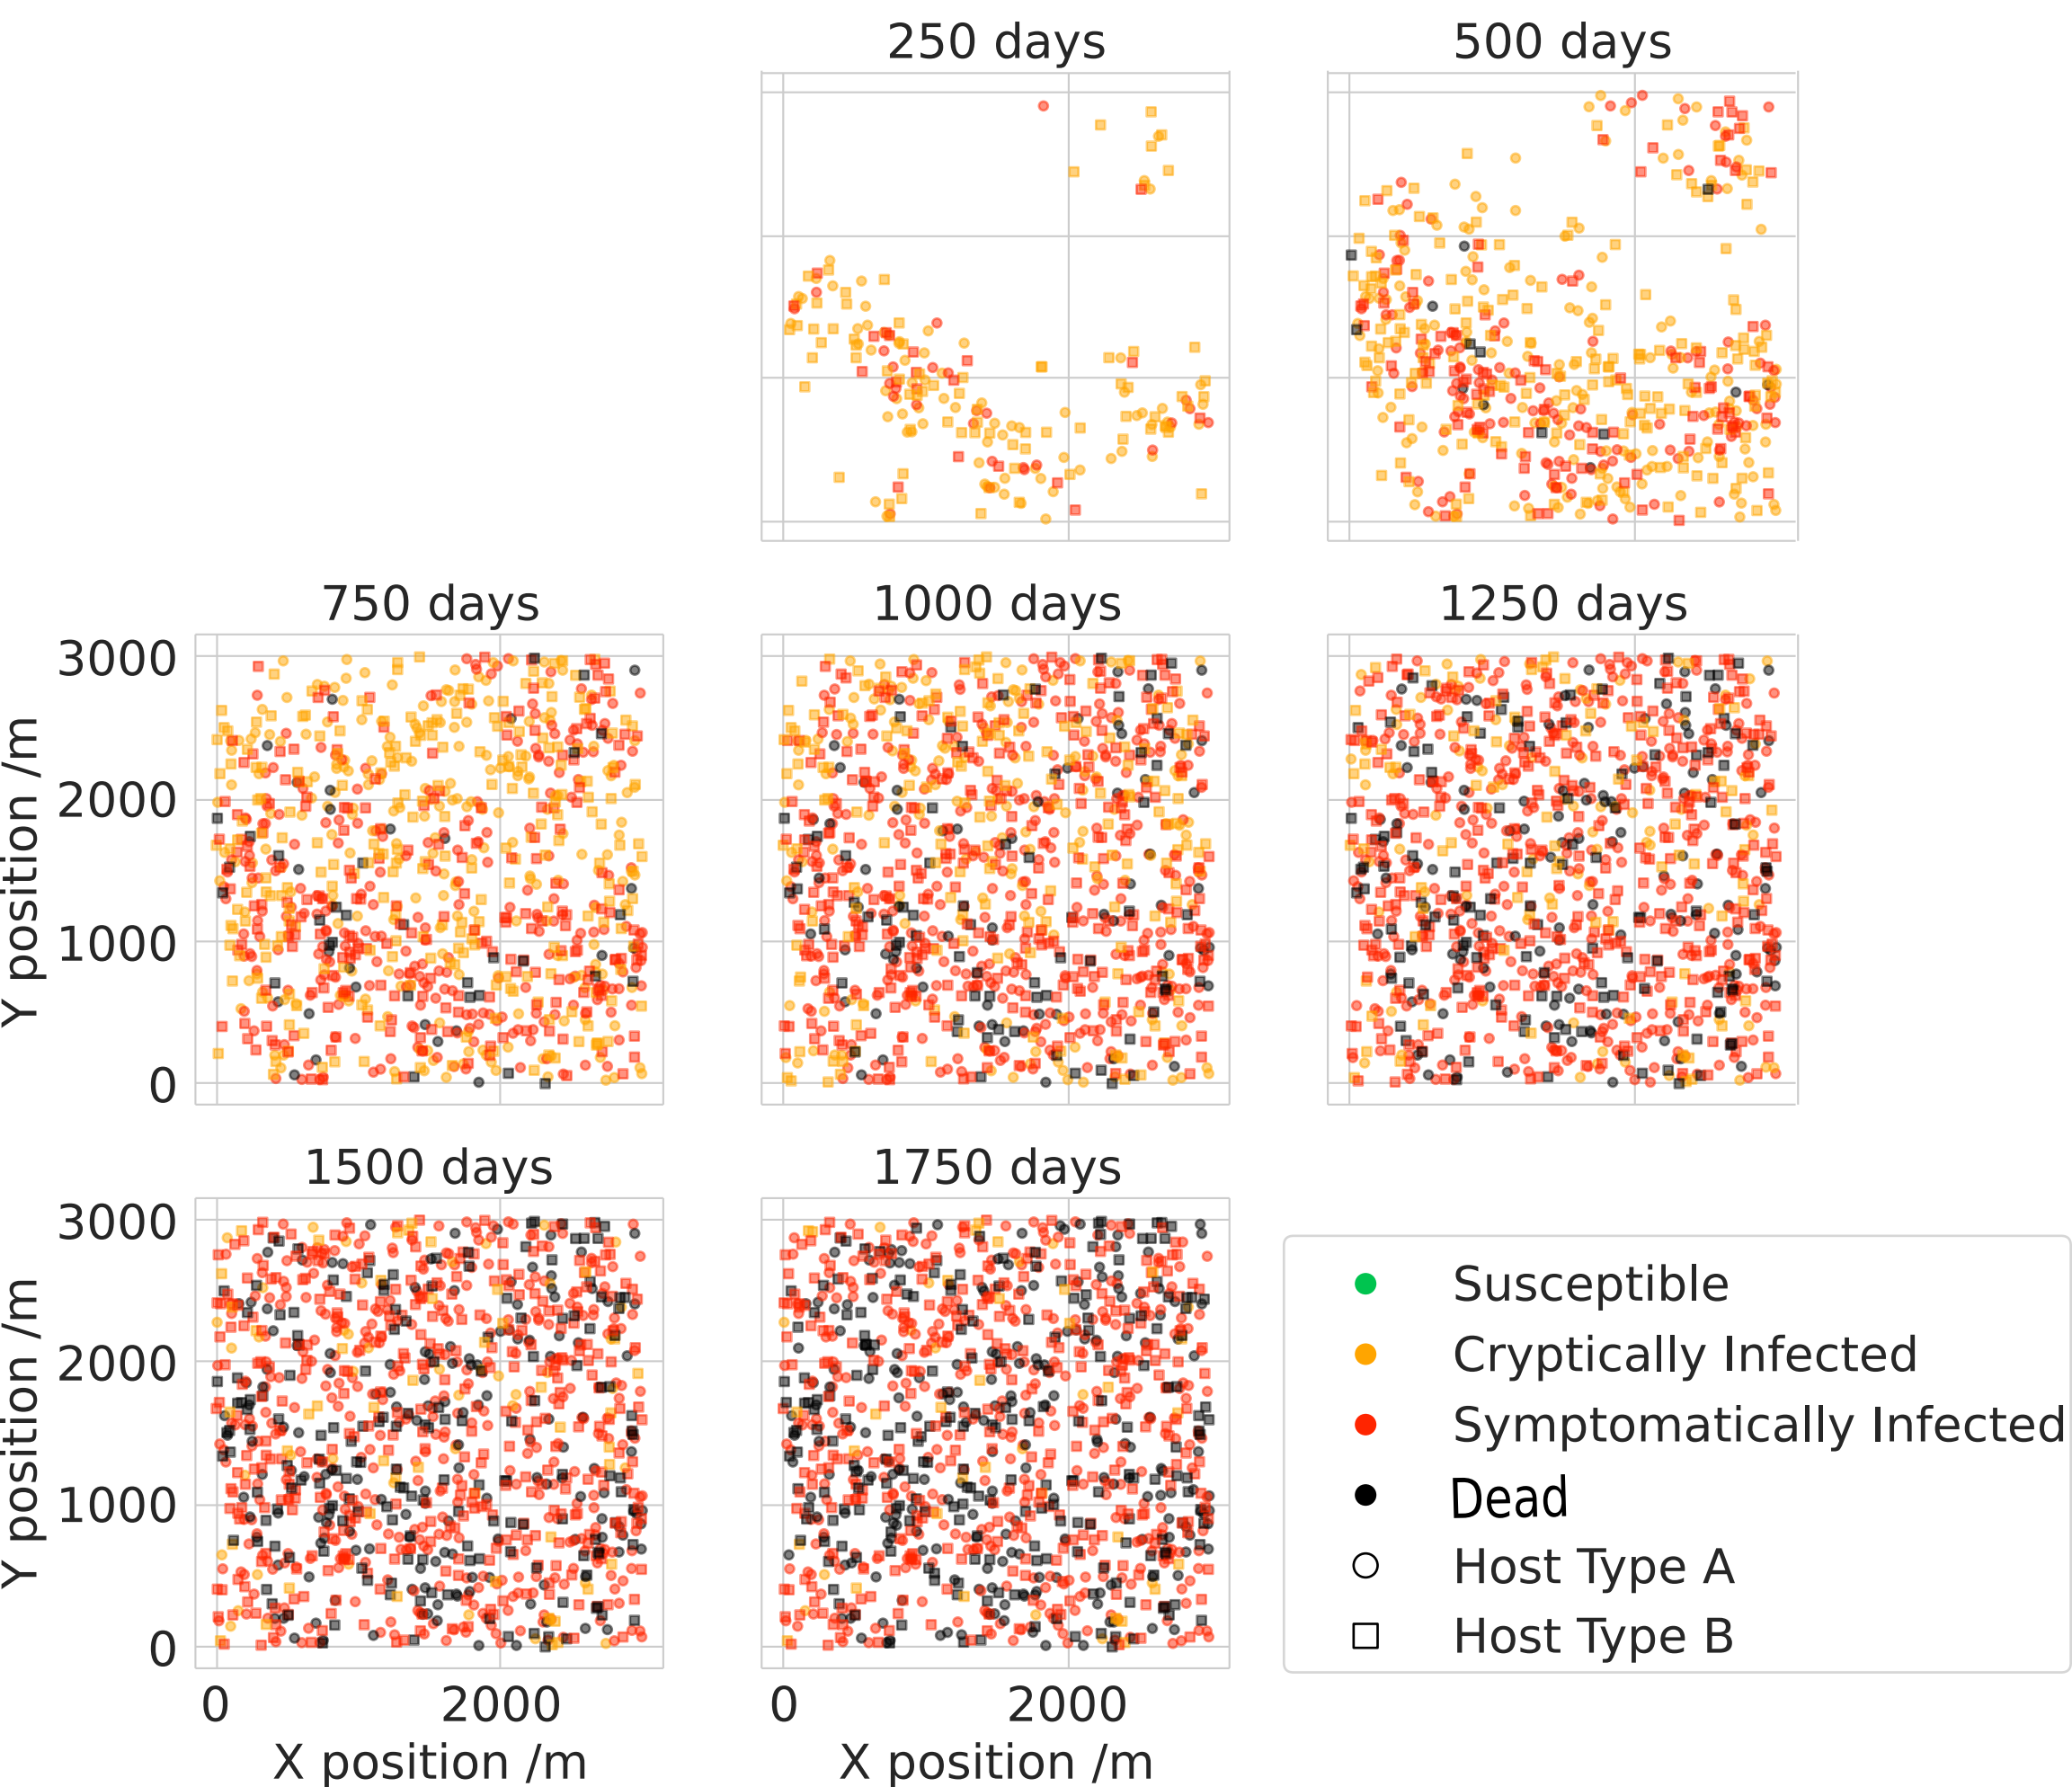 250 days
500 days
750 days
1000 days
1250 days
Y position /m
3000
2000
1000
0
1500 days
1750 days
Y position /m
3000
2000
1000
0
0
2000
0
2000
X position /m
X position /m
Susceptible
Cryptically Infected
Symptomatically Infected
Dead
Host Type A
Host Type B